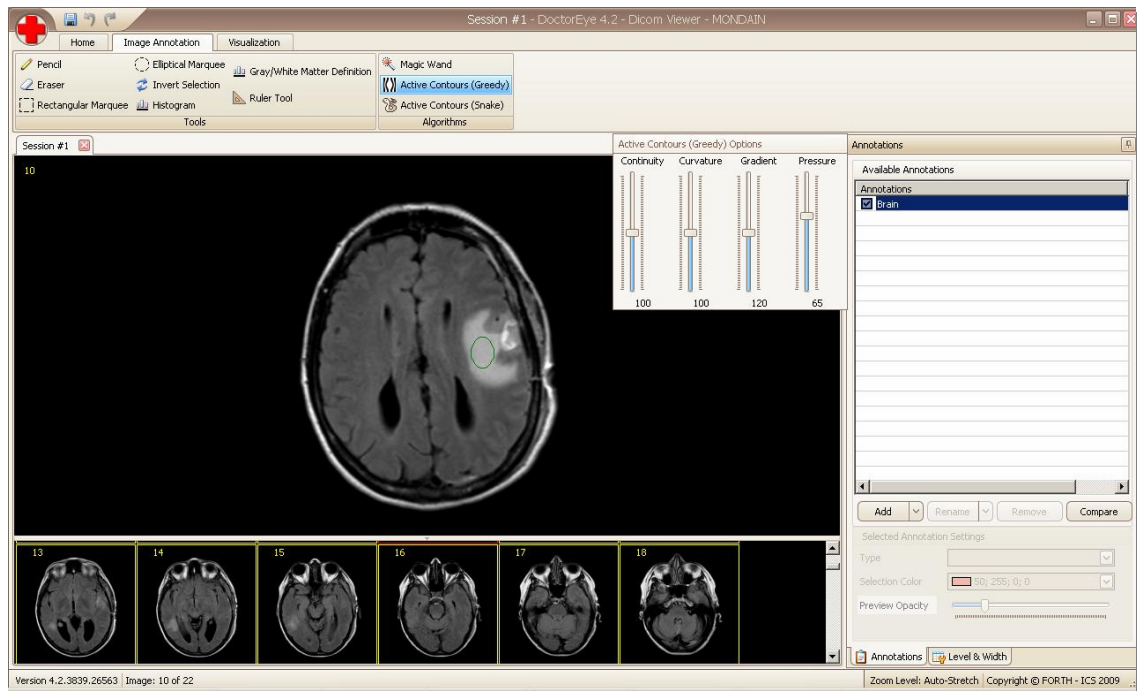 Session #1 - DoctorEye 4.2 - Dicom Viewer - MONDAIN
Home Image Annotation Visualization
Pencil Elliptical Marquee Gray/White Matter Definition Magic Wand
Eraser Invert Selection Ruler Tool Active Contours (Greedy)
Rectangular Marquee Histogram Active Contours (Snake)
Tools Algorithms
Session #1
10
Active Contours (Greedy) Options
Continuity Curvature Gradient Pressure
100 100 120 65
Annotations
Available Annotations
Annotations
Brain
Add Rename Remove Compare
Selected Annotation Settings
Type
Selection Color 50; 255; 0; 0
Preview Opacity
13 14 15 16 17 18
Annotations Level & Width
Version 4.2.3839.26563 Image: 10 of 22 Zoom Level: Auto-Stretch Copyright © FORTH - ICS 2009